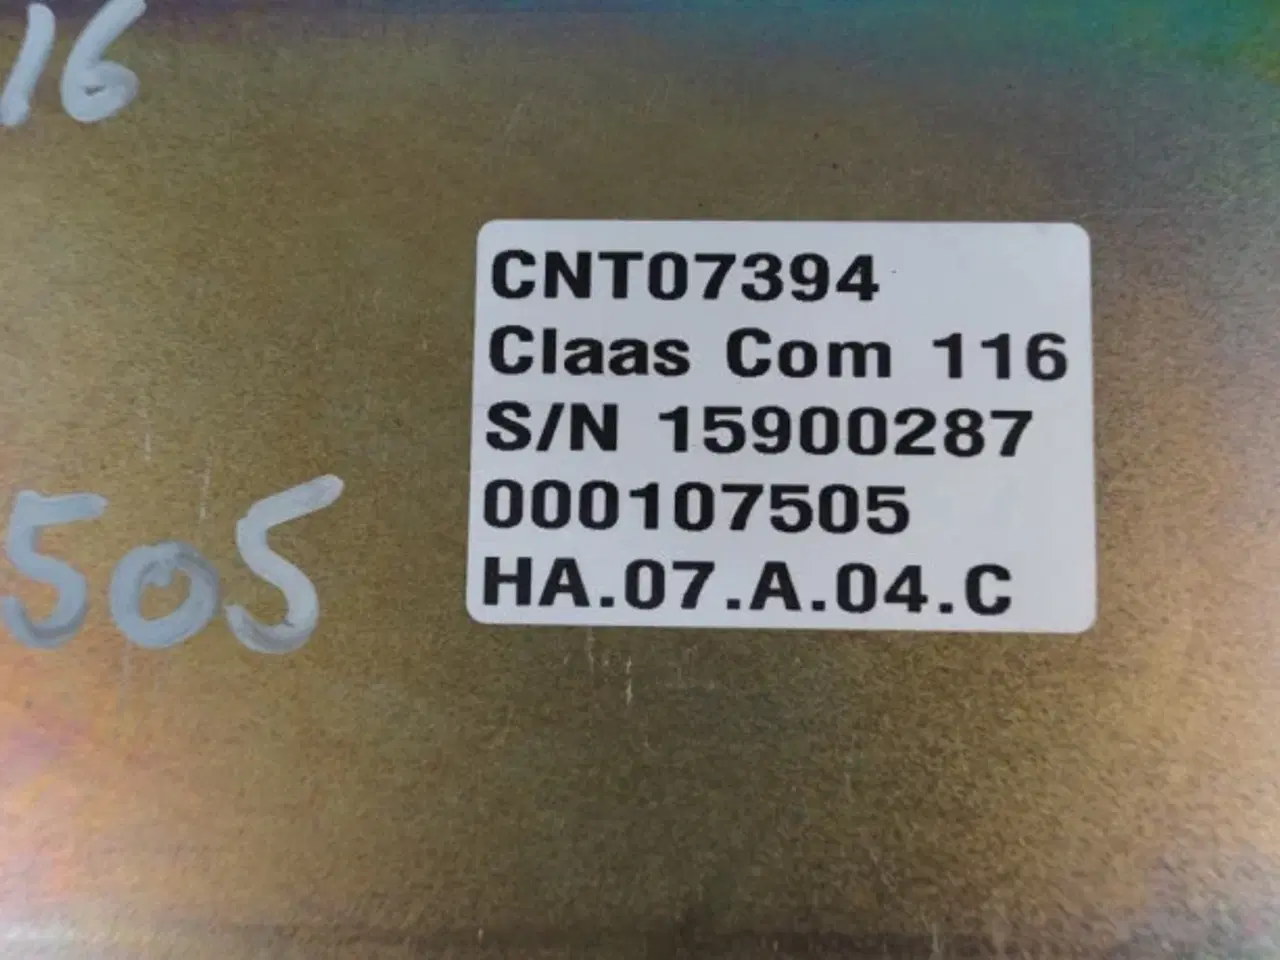 16
CNT07394
Claas Com 116
S/N 15900287
000107505
HA.07.A.04.C
505